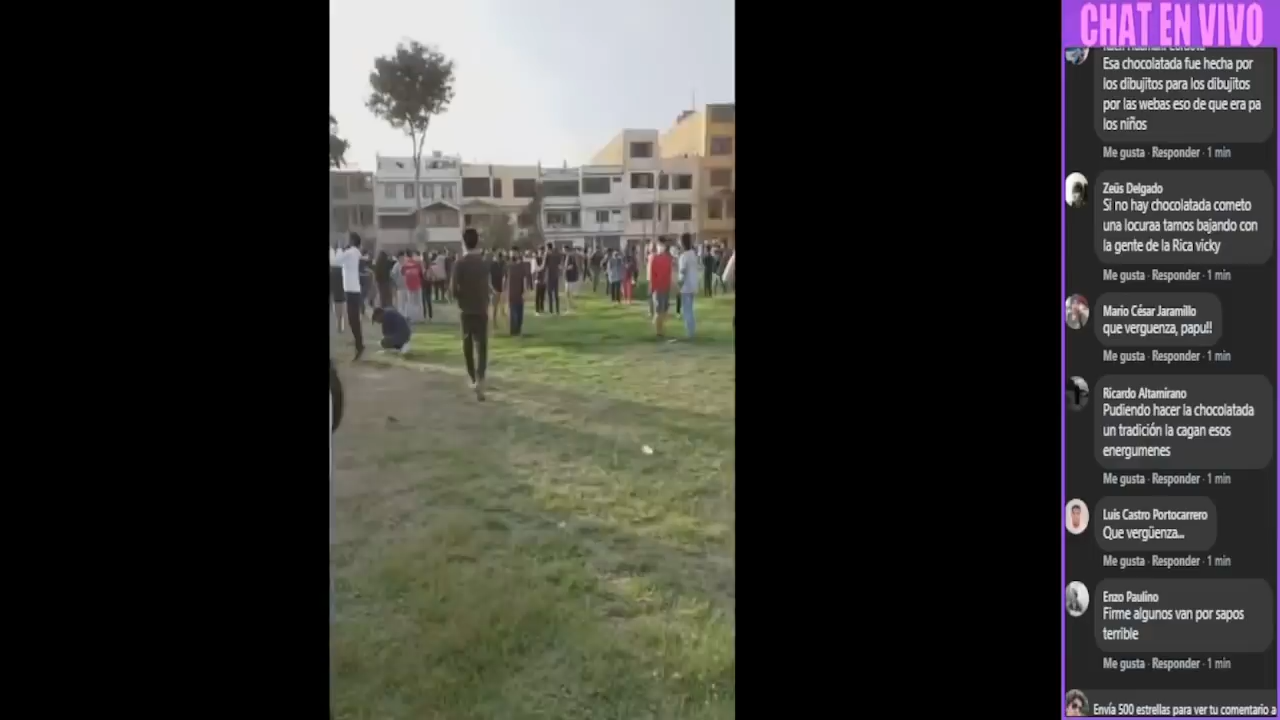 CHAT EN VIVO
Esa chocolatada fue hecha por
los dibujitos para los dibujitos
por las webas eso de que era pa
los niños
Me gusta · Responder · 1 min
Zeüs Delgado
Si no hay chocolatada cometo
una locuraa tamos bajando con
la gente de la Rica vicky
Me gusta · Responder · 1 min
Mario César Jaramillo
que verguenza, papu!!
Me gusta · Responder · 1 min
Ricardo Altamirano
Pudiendo hacer la chocolatada
un tradición la cagan esos
energumenes
Me gusta · Responder · 1 min
Luis Castro Portocarrero
Que vergüenza...
Me gusta · Responder · 1 min
Enzo Paulino
Firme algunos van por sapos
terrible
Me gusta · Responder · 1 min
Envía 500 estrellas para ver tu comentario a